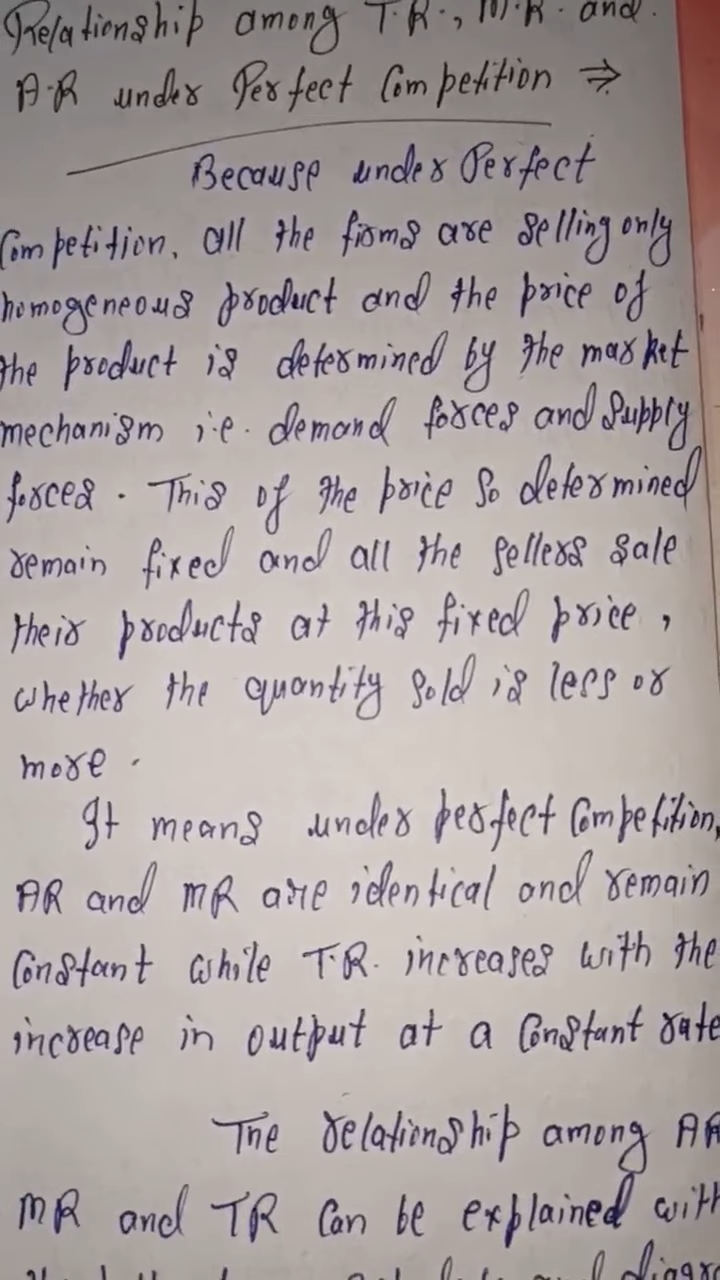 Relationship among T.R., M.R. and
A.R under Perfect Competition ⇒
Because under Perfect
Competition, all the firms are selling only
homogeneous product and the price of
the product is determined by the market
mechanism i.e. demand forces and supply
forces. This of the price so determined
remain fixed and all the sellers sale
their products at this fixed price,
whether the quantity sold is less or
more.
It means under perfect Competition,
AR and MR are identical and remain
Constant while T.R. increases with the
increase in output at a Constant rate
The relationship among AR
MR and TR Can be explained with